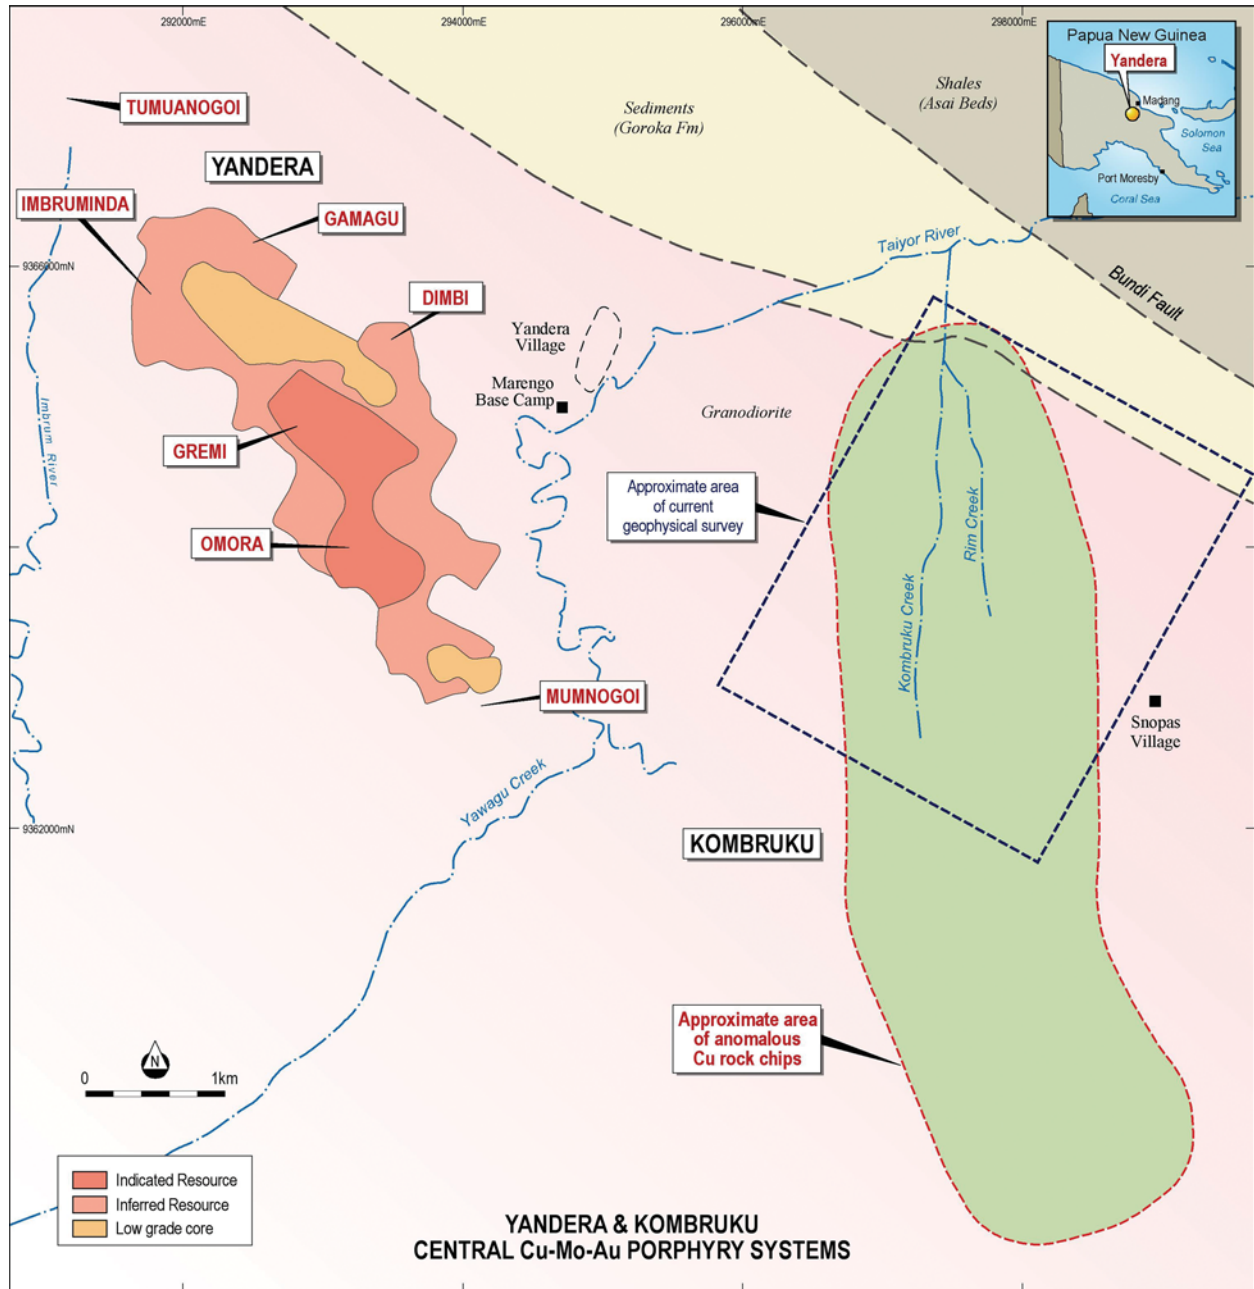 292000mE
294000mE
296000mE
298000mE
Papua New Guinea
Yandera
Madang
Solomon
Sea
Port Moresby
Coral Sea
TUMUANOGOI
Sediments
(Goroka Fm)
Shales
(Asai Beds)
YANDERA
IMBRUMINDA
GAMAGU
Taiyor River
9366000mN
Bundi Fault
DIMBI
Yandera
Village
Marengo
Base Camp
Granodiorite
Imbrum River
GREMI
Approximate area
of current
geophysical survey
OMORA
Rim Creek
Kombruku Creek
MUMNOGOI
Snopas
Village
Yawagu Creek
9362000mN
KOMBRUKU
Approximate area
of anomalous
Cu rock chips
N
0 1km
Indicated Resource
Inferred Resource
Low grade core
YANDERA & KOMBRUKU
CENTRAL Cu-Mo-Au PORPHYRY SYSTEMS